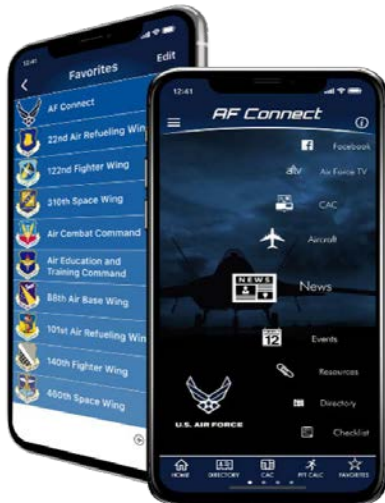 12:41
Favorites
Edit
AF Connect
22nd Air Refueling Wing
122nd Fighter Wing
310th Space Wing
Air Combat Command
Air Education and
Training Command
88th Air Base Wing
101st Air Refueling Wing
140th Fighter Wing
460th Space Wing
12:41
AF Connect
Facebook
atv
Air Force TV
CAC
Aircraft
NEWS
News
12
Events
Resources
Directory
Checklist
U.S. AIR FORCE
HOME
DIRECTORY
CAC
PFT CALC
FAVORITES